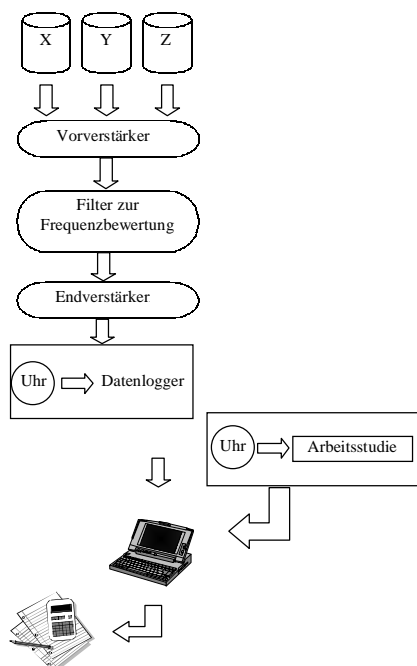 X Y Z
Vorverstärker
Filter zur
Frequenzbewertung
Endverstärker
Uhr Datenlogger
Uhr Arbeitsstudie